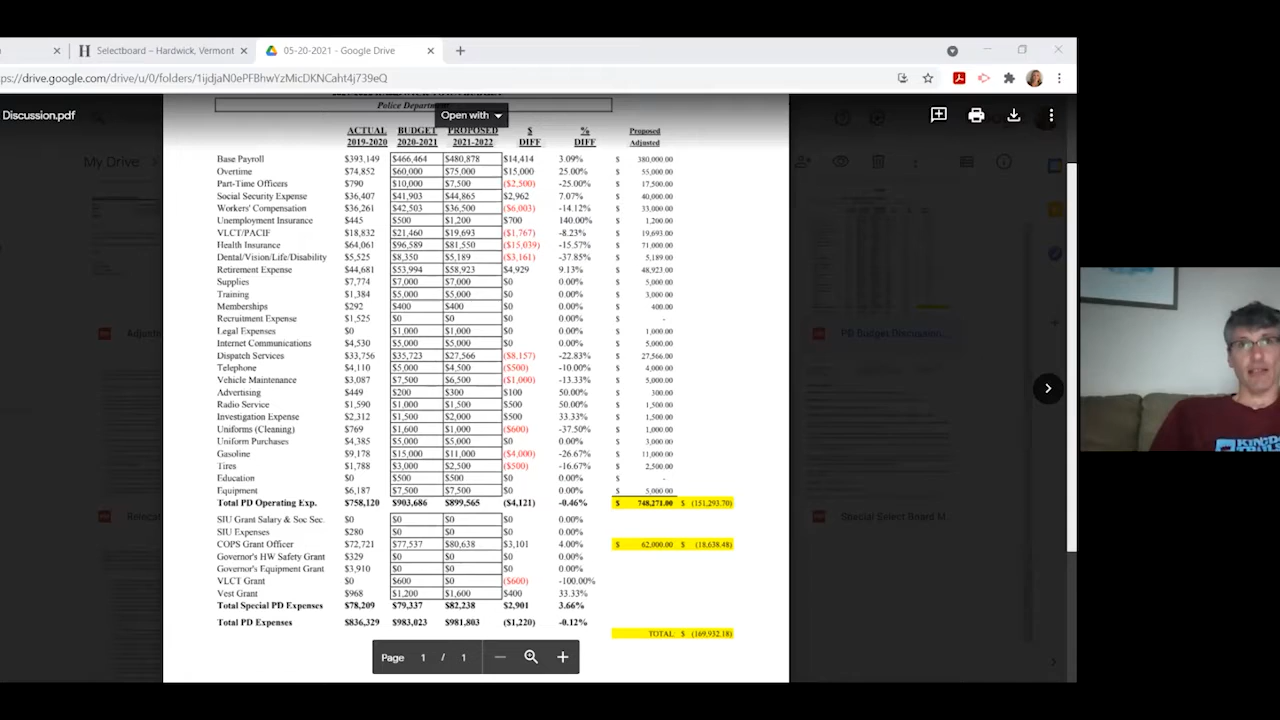 Selectboard – Hardwick, Vermont
05-20-2021 - Google Drive
ps://drive.google.com/drive/u/0/folders/1ijdjaN0ePFBhwYzMicDKNCaht4j739eQ
Discussion.pdf
Open with
My Drive
Police Departm
ACTUAL BUDGET PROPOSED $ % Proposed
2019-2020 2020-2021 2021-2022 DIFF DIFF Adjusted
Base Payroll $393,149 $466,464 $480,878 $14,414 3.09% $ 380,000.00
Overtime $74,852 $60,000 $75,000 $15,000 25.00% $ 55,000.00
Part-Time Officers $790 $10,000 $7,500 ($2,500) -25.00% $ 17,500.00
Social Security Expense $36,407 $41,903 $44,865 $2,962 7.07% $ 40,000.00
Workers' Compensation $36,261 $42,503 $36,500 ($6,003) -14.12% $ 33,000.00
Unemployment Insurance $445 $500 $1,200 $700 140.00% $ 1,200.00
VLCT/PACIF $18,832 $21,460 $19,693 ($1,767) -8.23% $ 19,693.00
Health Insurance $64,061 $96,589 $81,550 ($15,039) -15.57% $ 71,000.00
Dental/Vision/Life/Disability $5,525 $8,350 $5,189 ($3,161) -37.85% $ 5,189.00
Retirement Expense $44,681 $53,994 $58,923 $4,929 9.13% $ 48,923.00
Supplies $7,774 $7,000 $7,000 $0 0.00% $ 5,000.00
Training $1,384 $5,000 $5,000 $0 0.00% $ 3,000.00
Memberships $292 $400 $400 $0 0.00% $ 400.00
Recruitment Expense $1,525 $0 $0 $0 0.00% $ -
Legal Expenses $0 $1,000 $1,000 $0 0.00% $ 1,000.00
Internet Communications $4,530 $5,000 $5,000 $0 0.00% $ 5,000.00
Dispatch Services $33,756 $35,723 $27,566 ($8,157) -22.83% $ 27,566.00
Telephone $4,110 $5,000 $4,500 ($500) -10.00% $ 4,000.00
Vehicle Maintenance $3,087 $7,500 $6,500 ($1,000) -13.33% $ 5,000.00
Advertising $449 $200 $300 $100 50.00% $ 300.00
Radio Service $1,590 $1,000 $1,500 $500 50.00% $ 1,500.00
Investigation Expense $2,312 $1,500 $2,000 $500 33.33% $ 1,500.00
Uniforms (Cleaning) $769 $1,600 $1,000 ($600) -37.50% $ 1,000.00
Uniform Purchases $4,385 $5,000 $5,000 $0 0.00% $ 3,000.00
Gasoline $9,178 $15,000 $11,000 ($4,000) -26.67% $ 11,000.00
Tires $1,788 $3,000 $2,500 ($500) -16.67% $ 2,500.00
Education $0 $500 $500 $0 0.00% $ -
Equipment $6,187 $7,500 $7,500 $0 0.00% $ 5,000.00
Total PD Operating Exp. $758,120 $903,686 $899,565 ($4,121) -0.46% $ 748,271.00 $ (151,293.70)
SIU Grant Salary & Soc Sec. $0 $0 $0 $0 0.00%
SIU Expenses $280 $0 $0 $0 0.00%
COPS Grant Officer $72,721 $77,537 $80,638 $3,101 4.00% $ 62,000.00 $ (18,638.48)
Governor's HW Safety Grant $329 $0 $0 $0 0.00%
Governor's Equipment Grant $3,910 $0 $0 $0 0.00%
VLCT Grant $0 $600 $0 ($600) -100.00%
Vest Grant $968 $1,200 $1,600 $400 33.33%
Total Special PD Expenses $78,209 $79,337 $82,238 $2,901 3.66%
Total PD Expenses $836,329 $983,023 $981,803 ($1,220) -0.12%
TOTAL $ (169,932.18)
Adjustm
PD Budget Discussion
Special Select Board M
Page 1 / 1
KINGDOM
TRAILS